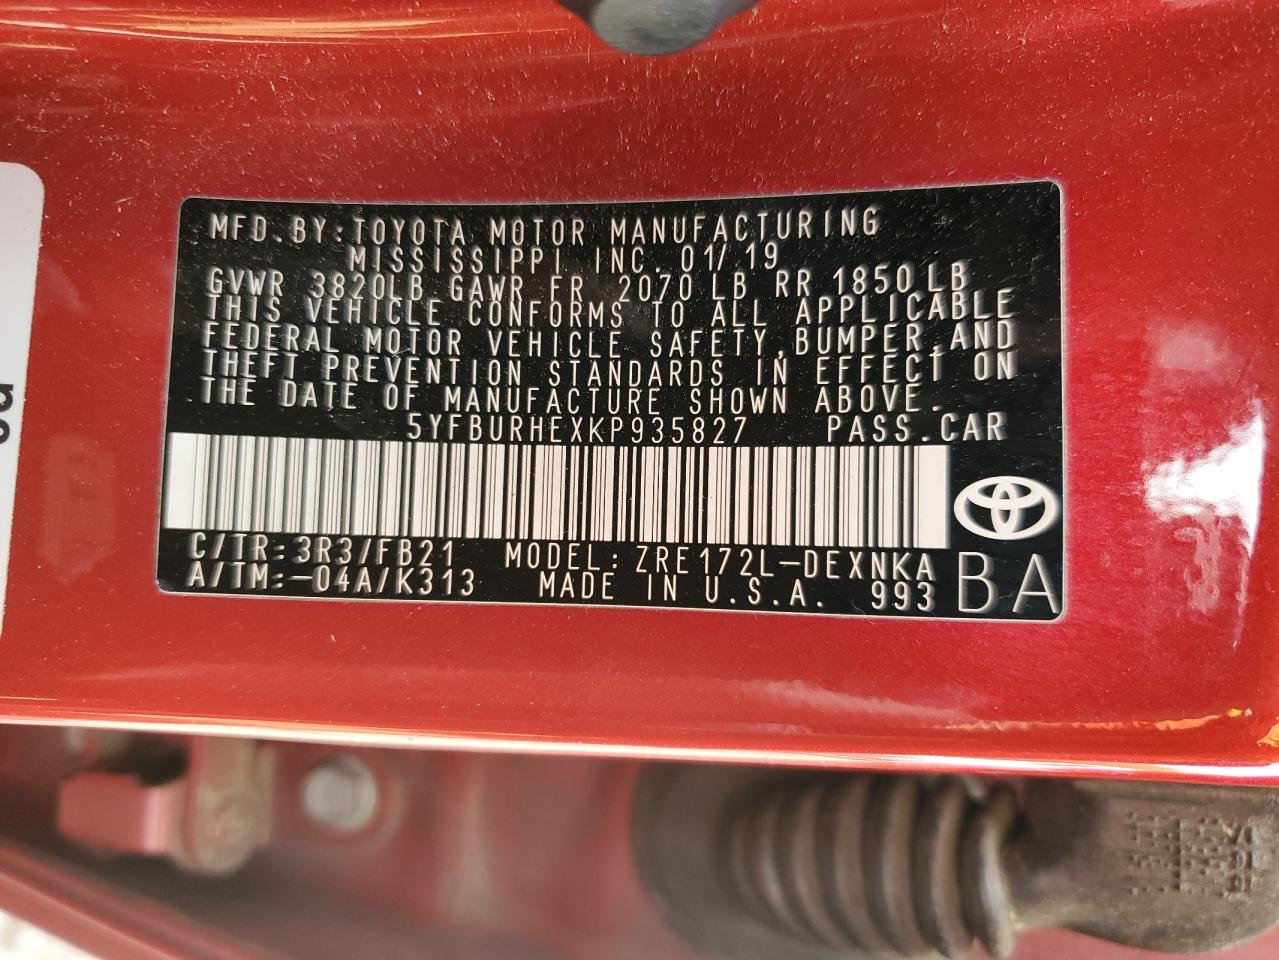 MFD.BY:TOYOTA MOTOR MANUFACTURING
MISSISSIPPI INC. 01/19
GVWR 3820LB GAWR FR 2070LB RR 1850LB
THIS VEHICLE CONFORMS TO ALL APPLICABLE
FEDERAL MOTOR VEHICLE SAFETY,BUMPER,AND
THEFT PREVENTION STANDARDS IN EFFECT ON
THE DATE OF MANUFACTURE SHOWN ABOVE.
5YFBURHEXKP935827 PASS.CAR
C/TR:3R3/FB21 MODEL:ZRE172L-DEXNKA
A/TM:-04A/K313 MADE IN U.S.A. 993 BA